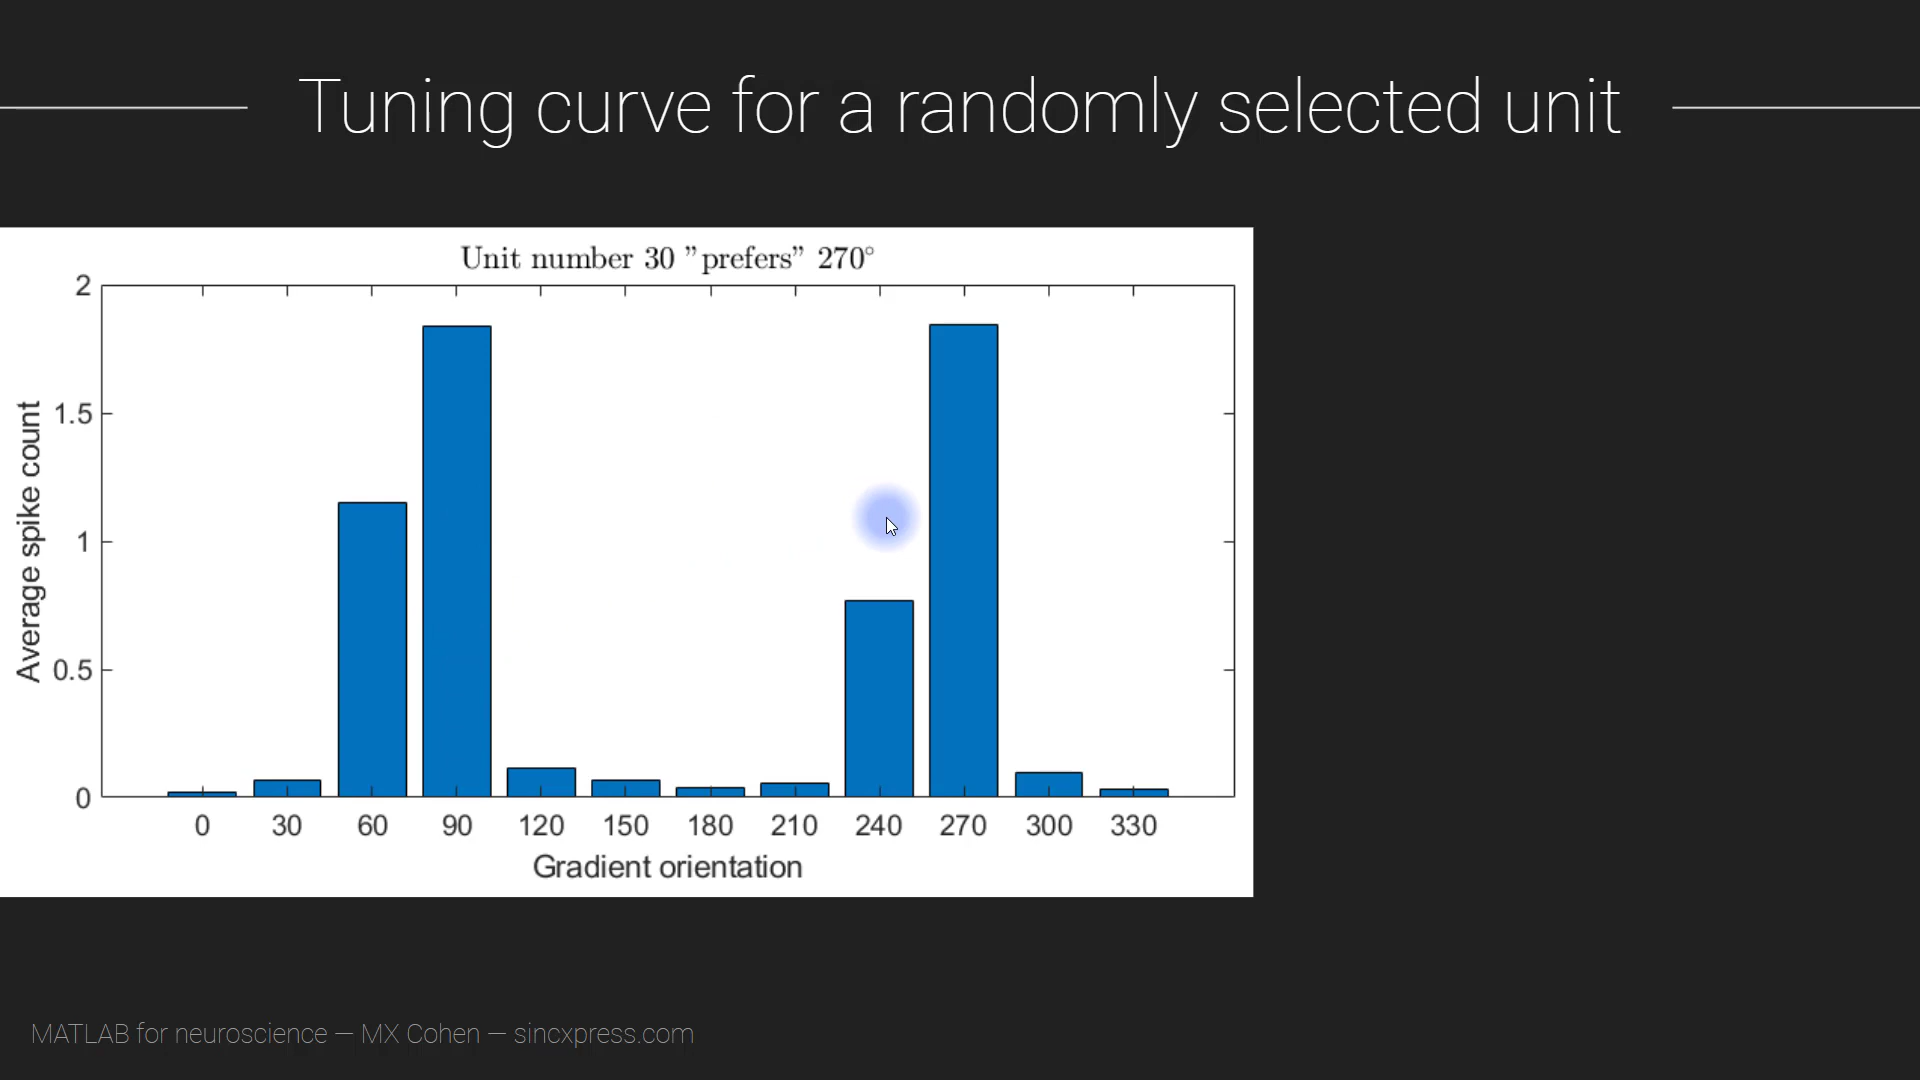 Tuning curve for a randomly selected unit
Unit number 30 ”prefers” 270°
2
1.5
1
0.5
0
Average spike count
0 30 60 90 120 150 180 210 240 270 300 330
Gradient orientation
MATLAB for neuroscience — MX Cohen — sincxpress.com